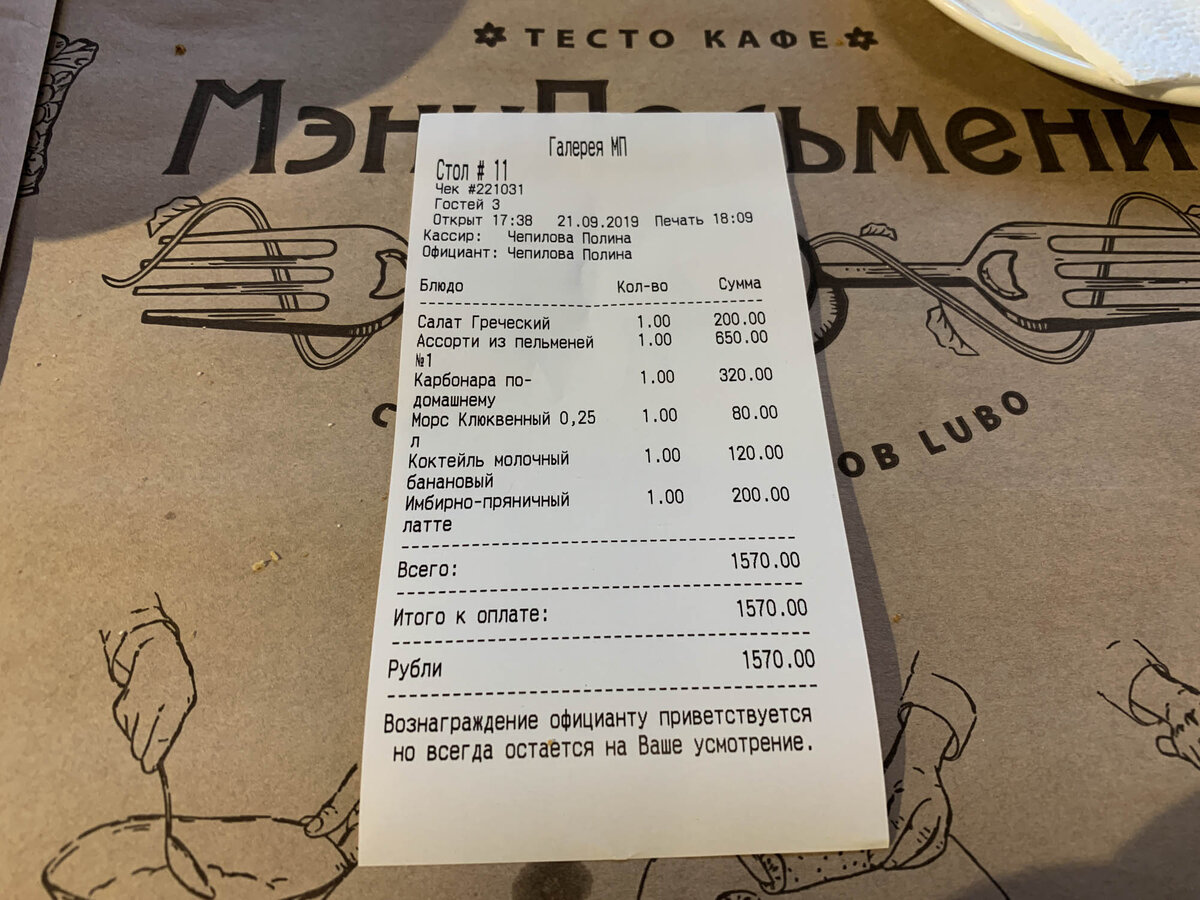 ТЕСТО КАФЕ
Галерея МП
Стол # 11
Чек #221031
Гостей 3
Открыт 17:38 21.09.2019 Печать 18:09
Кассир: Чепилова Полина
Официант: Чепилова Полина
Блюдо Кол-во Сумма
Салат Греческий 1.00 200.00
Ассорти из пельменей 1.00 650.00
№1
Карбонара по- 1.00 320.00
домашнему
Морс Клюквенный 0,25 1.00 80.00
л
Коктейль молочный 1.00 120.00
банановый
Имбирно-пряничный 1.00 200.00
латте
Всего: 1570.00
Итого к оплате: 1570.00
Рубли 1570.00
Вознаграждение официанту приветствуется
но всегда остается на Ваше усмотрение.
LUBO